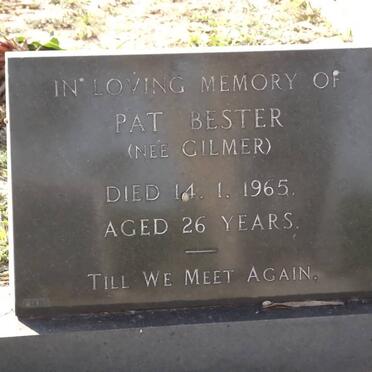 IN LOVING MEMORY OF
PAT BESTER
(NEE GILMER)
DIED 14. 1. 1965.
AGED 26 YEARS.
TILL WE MEET AGAIN.